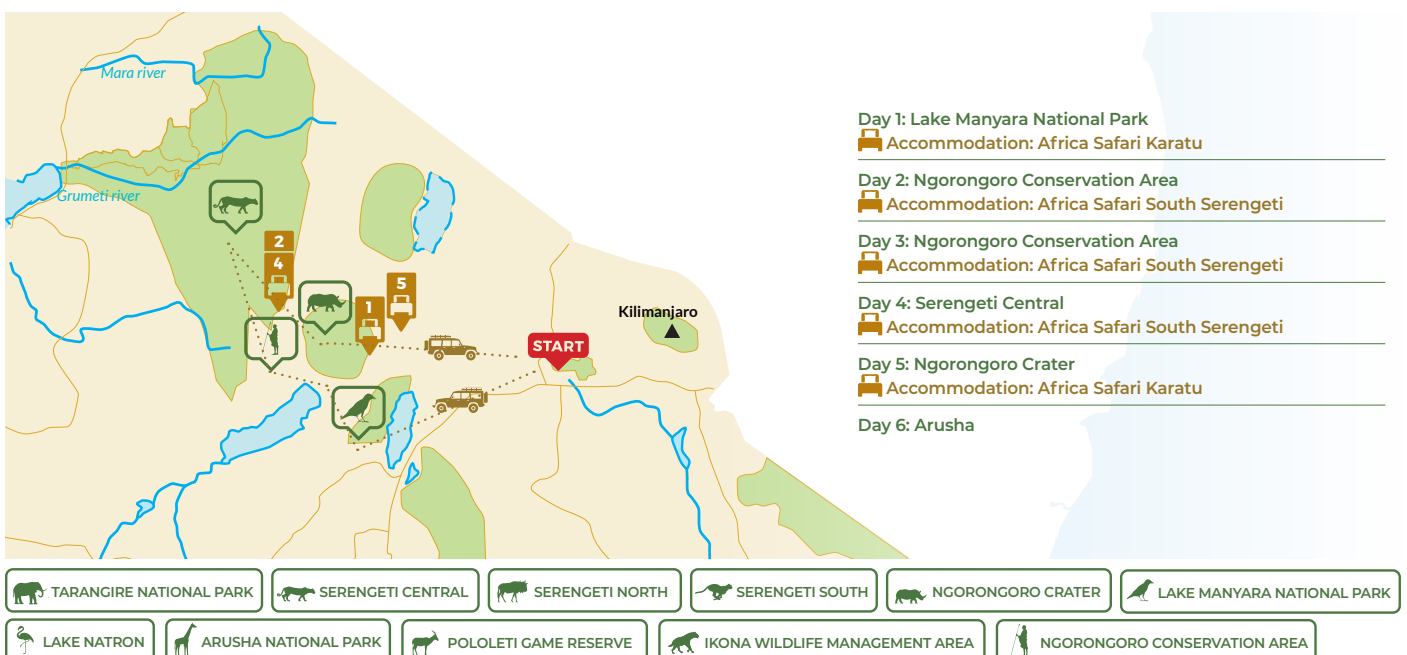 Mara river
Grumeti river
2
4
1
5
START
Kilimanjaro
Day 1: Lake Manyara National Park
Accommodation: Africa Safari Karatu
Day 2: Ngorongoro Conservation Area
Accommodation: Africa Safari South Serengeti
Day 3: Ngorongoro Conservation Area
Accommodation: Africa Safari South Serengeti
Day 4: Serengeti Central
Accommodation: Africa Safari South Serengeti
Day 5: Ngorongoro Crater
Accommodation: Africa Safari Karatu
Day 6: Arusha
TARANGIRE NATIONAL PARK
SERENGETI CENTRAL
SERENGETI NORTH
SERENGETI SOUTH
NGORONGORO CRATER
LAKE MANYARA NATIONAL PARK
LAKE NATRON
ARUSHA NATIONAL PARK
POLOLETI GAME RESERVE
IKONA WILDLIFE MANAGEMENT AREA
NGORONGORO CONSERVATION AREA